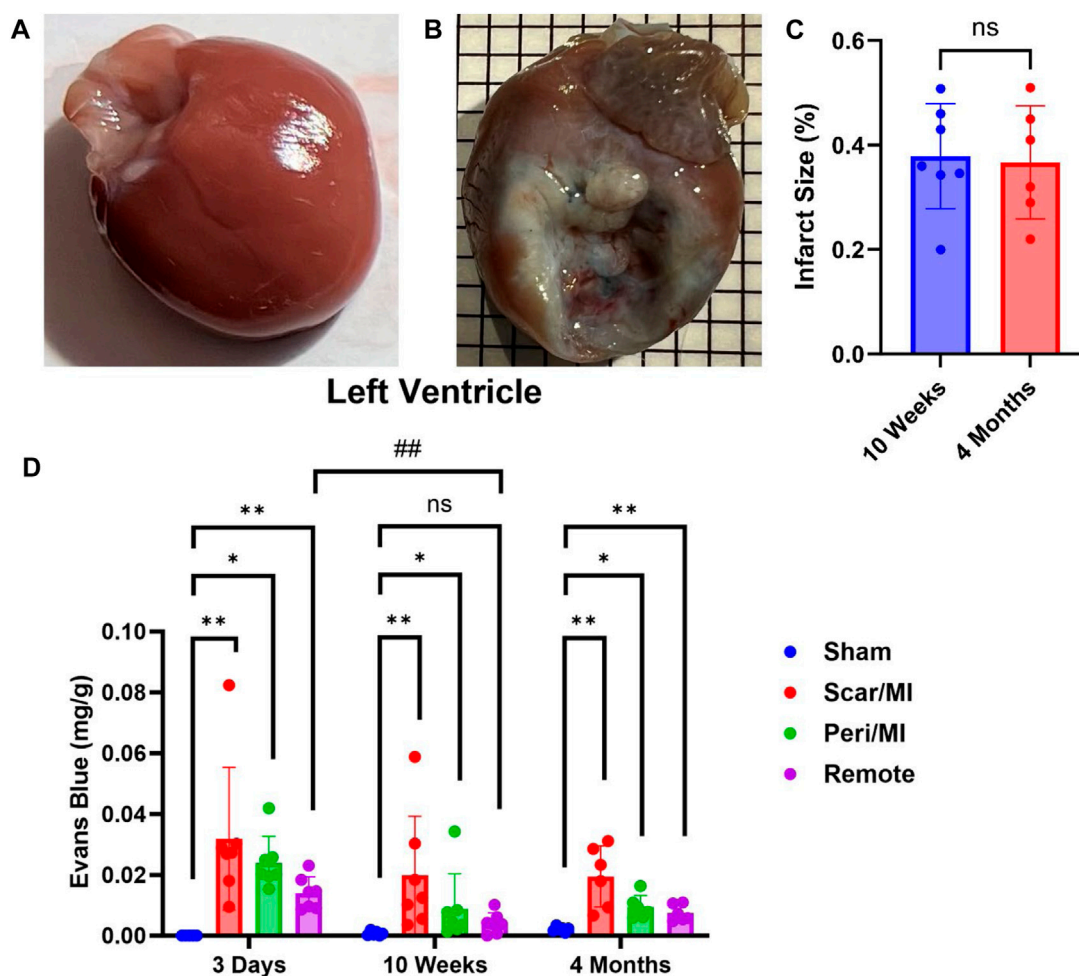 A
B
C
ns
0.6
0.4
0.2
0.0
Infarct Size (%)
10 Weeks
4 Months
Left Ventricle
D
##
**
ns
**
*
*
*
**
**
**
0.10
0.08
0.06
0.04
0.02
0.00
Evans Blue (mg/g)
3 Days
10 Weeks
4 Months
Sham
Scar/MI
Peri/MI
Remote